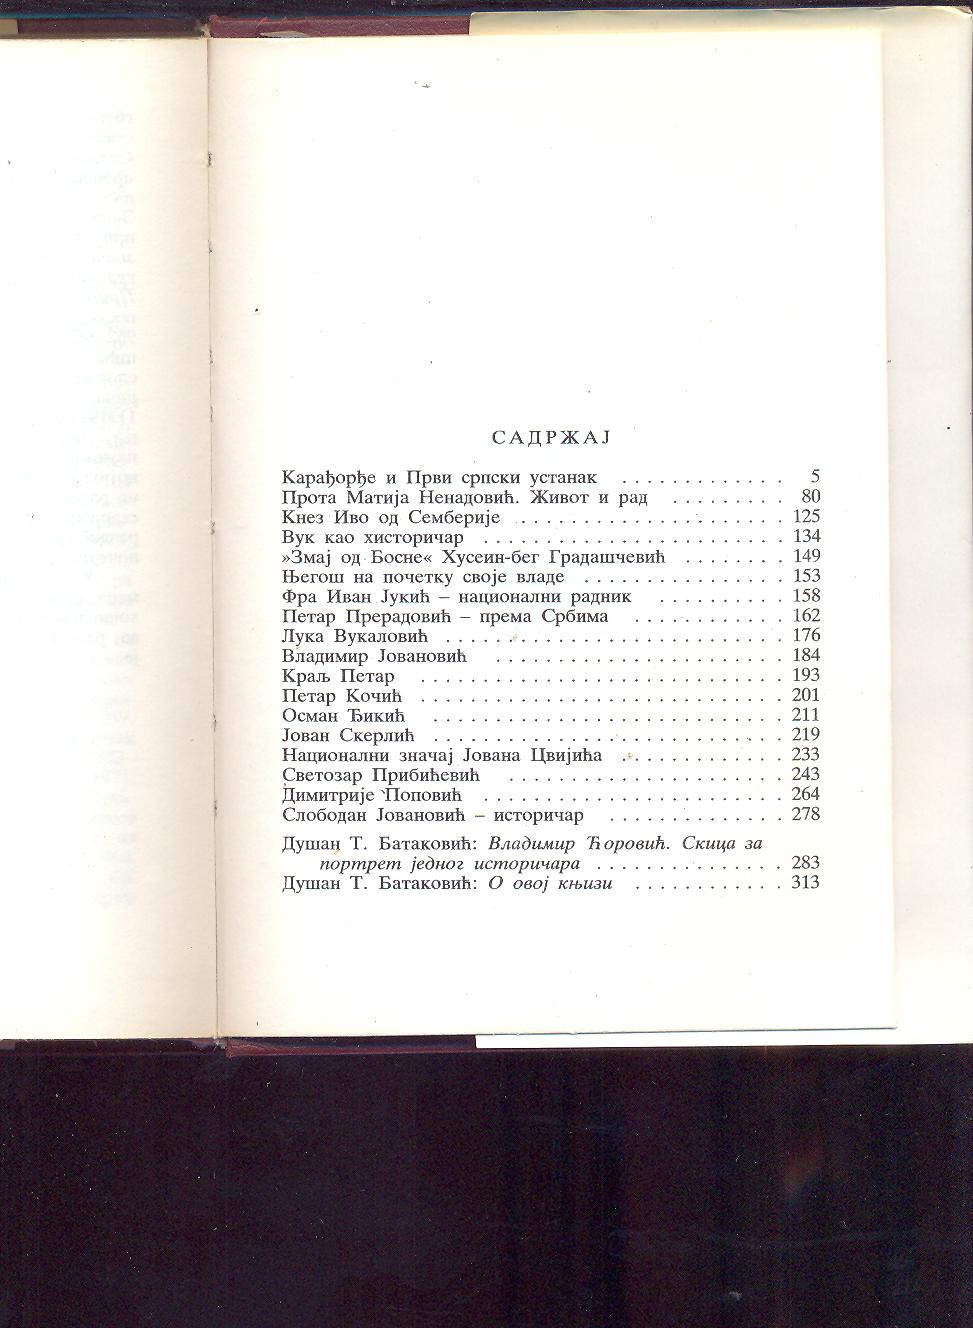 САДРЖАЈ
Карађорђе и Први српски устанак . . . . . . . . . . . . . 5
Прота Матија Ненадовић. Живот и рад . . . . . . . . . 80
Кнез Иво од Семберије . . . . . . . . . . . . . . . . . . . . . . 125
Вук као хисторичар . . . . . . . . . . . . . . . . . . . . . . . . . 134
»Змај од Босне« Хусеин-бег Градашчевић . . . . . . . . 149
Његош на почетку своје владе . . . . . . . . . . . . . . . . . 153
Фра Иван Јукић – национални радник . . . . . . . . . . 158
Петар Прерадовић – према Србима . . . . . . . . . . . . 162
Лука Вукаловић . . . . . . . . . . . . . . . . . . . . . . . . . . . . 176
Владимир Јовановић . . . . . . . . . . . . . . . . . . . . . . . . 184
Краљ Петар . . . . . . . . . . . . . . . . . . . . . . . . . . . . . . 193
Петар Кочић . . . . . . . . . . . . . . . . . . . . . . . . . . . . . . 201
Осман Ђикић . . . . . . . . . . . . . . . . . . . . . . . . . . . . . 211
Јован Скерлић . . . . . . . . . . . . . . . . . . . . . . . . . . . . . 219
Национални значај Јована Цвијића . . . . . . . . . . . . . 233
Светозар Прибићевић . . . . . . . . . . . . . . . . . . . . . . . 243
Димитрије Поповић . . . . . . . . . . . . . . . . . . . . . . . . . 264
Слободан Јовановић – историчар . . . . . . . . . . . . . . 278
Душан Т. Батаковић: Владимир Ћоровић. Скица за
портрет једног историчара . . . . . . . . . . . . . . . . 283
Душан Т. Батаковић: О овој књизи . . . . . . . . . . . . 313